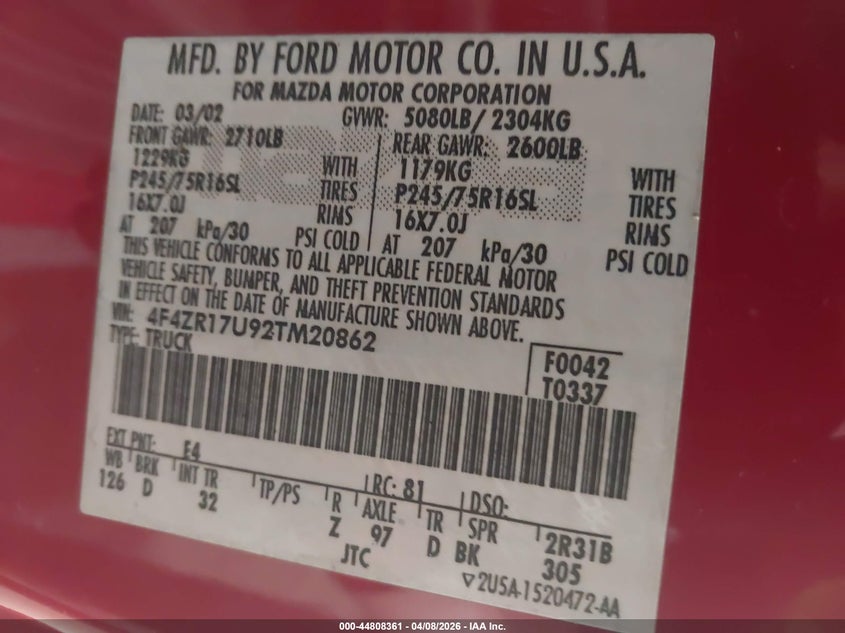 MFD. BY FORD MOTOR CO. IN U.S.A.
FOR MAZDA MOTOR CORPORATION
DATE: 03/02 GVWR: 5080LB/ 2304KG
FRONT GAWR: 2710LB REAR GAWR: 2600LB
1229KG WITH 1179KG WITH
P245/75R16SL TIRES P245/75R16SL TIRES
16X7.0J RIMS 16X7.0J RIMS
AT 207 kPa/30 PSI COLD AT 207 kPa/30 PSI COLD
THIS VEHICLE CONFORMS TO ALL APPLICABLE FEDERAL MOTOR
VEHICLE SAFETY, BUMPER, AND THEFT PREVENTION STANDARDS
IN EFFECT ON THE DATE OF MANUFACTURE SHOWN ABOVE.
VIN: 4F4ZR17U92TM20862
TYPE: TRUCK
F0042
T0337
EXT PNT: E4 RC: 81 DSO:
WB BRK INT TR TP/PS R AXLE TR SPR 2R31B
126 D 32 Z 97 D BK 305
JTC
▽2USA-1520472-AA
000-44808361 | 04/08/2026 | IAA Inc.